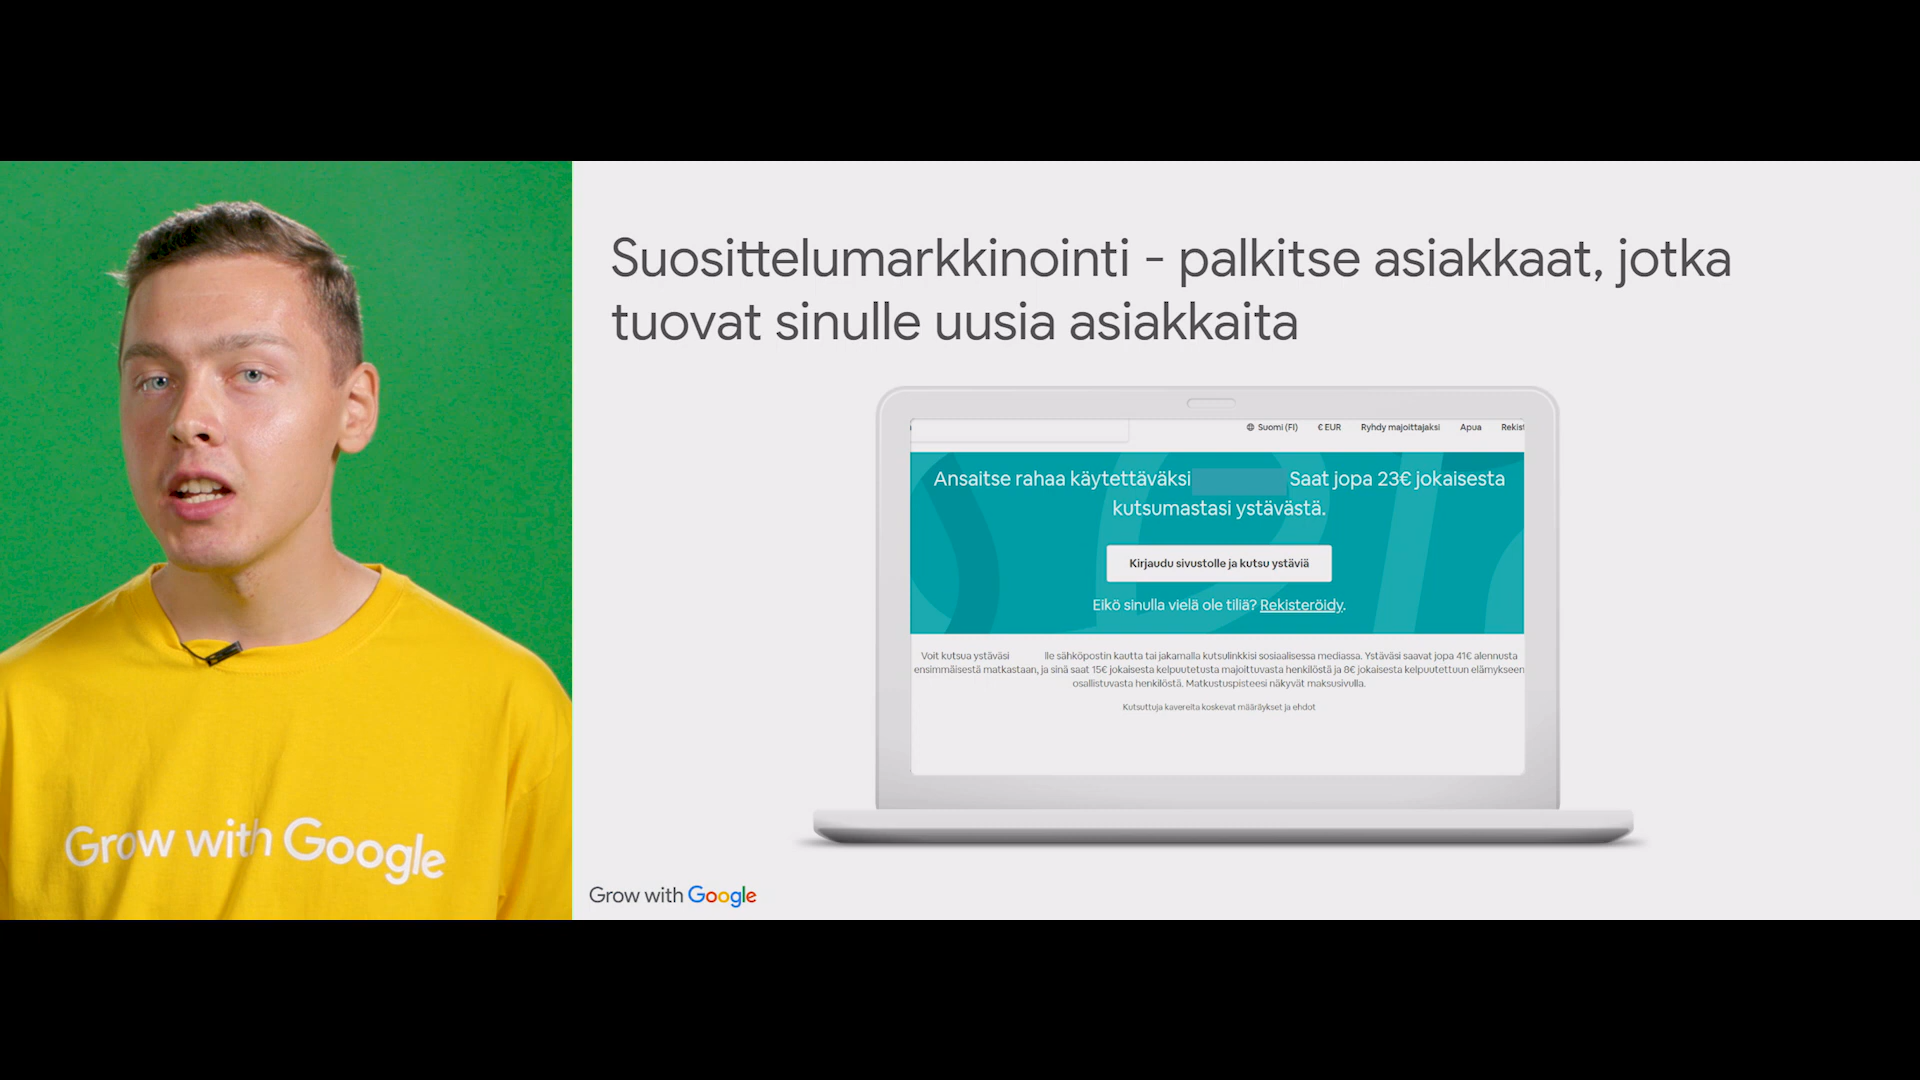 Suosittelumarkkinointi - palkitse asiakkaat, jotka
tuovat sinulle uusia asiakkaita
Suomi (FI) € EUR Ryhdy majoittajaksi Apua Rekist
Ansaitse rahaa käytettäväksi Saat jopa 23€ jokaisesta
kutsumastasi ystävästä.
Kirjaudu sivustolle ja kutsu ystäviä
Eikö sinulla vielä ole tiliä? Rekisteröidy.
Voit kutsua ystäväsi lle sähköpostin kautta tai jakamalla kutsulinkkisi sosiaalisessa mediassa. Ystäväsi saavat jopa 41€ alennusta
ensimmäisestä matkastaan, ja sinä saat 15€ jokaisesta kelpuutetusta majoittuvasta henkilöstä ja 8€ jokaisesta kelpuutettuun elämykseen
osallistuvasta henkilöstä. Matkustuspisteesi näkyvät maksusivulla.
Kutsuttuja kavereita koskevat määräykset ja ehdot
Grow with Google
Grow with Google